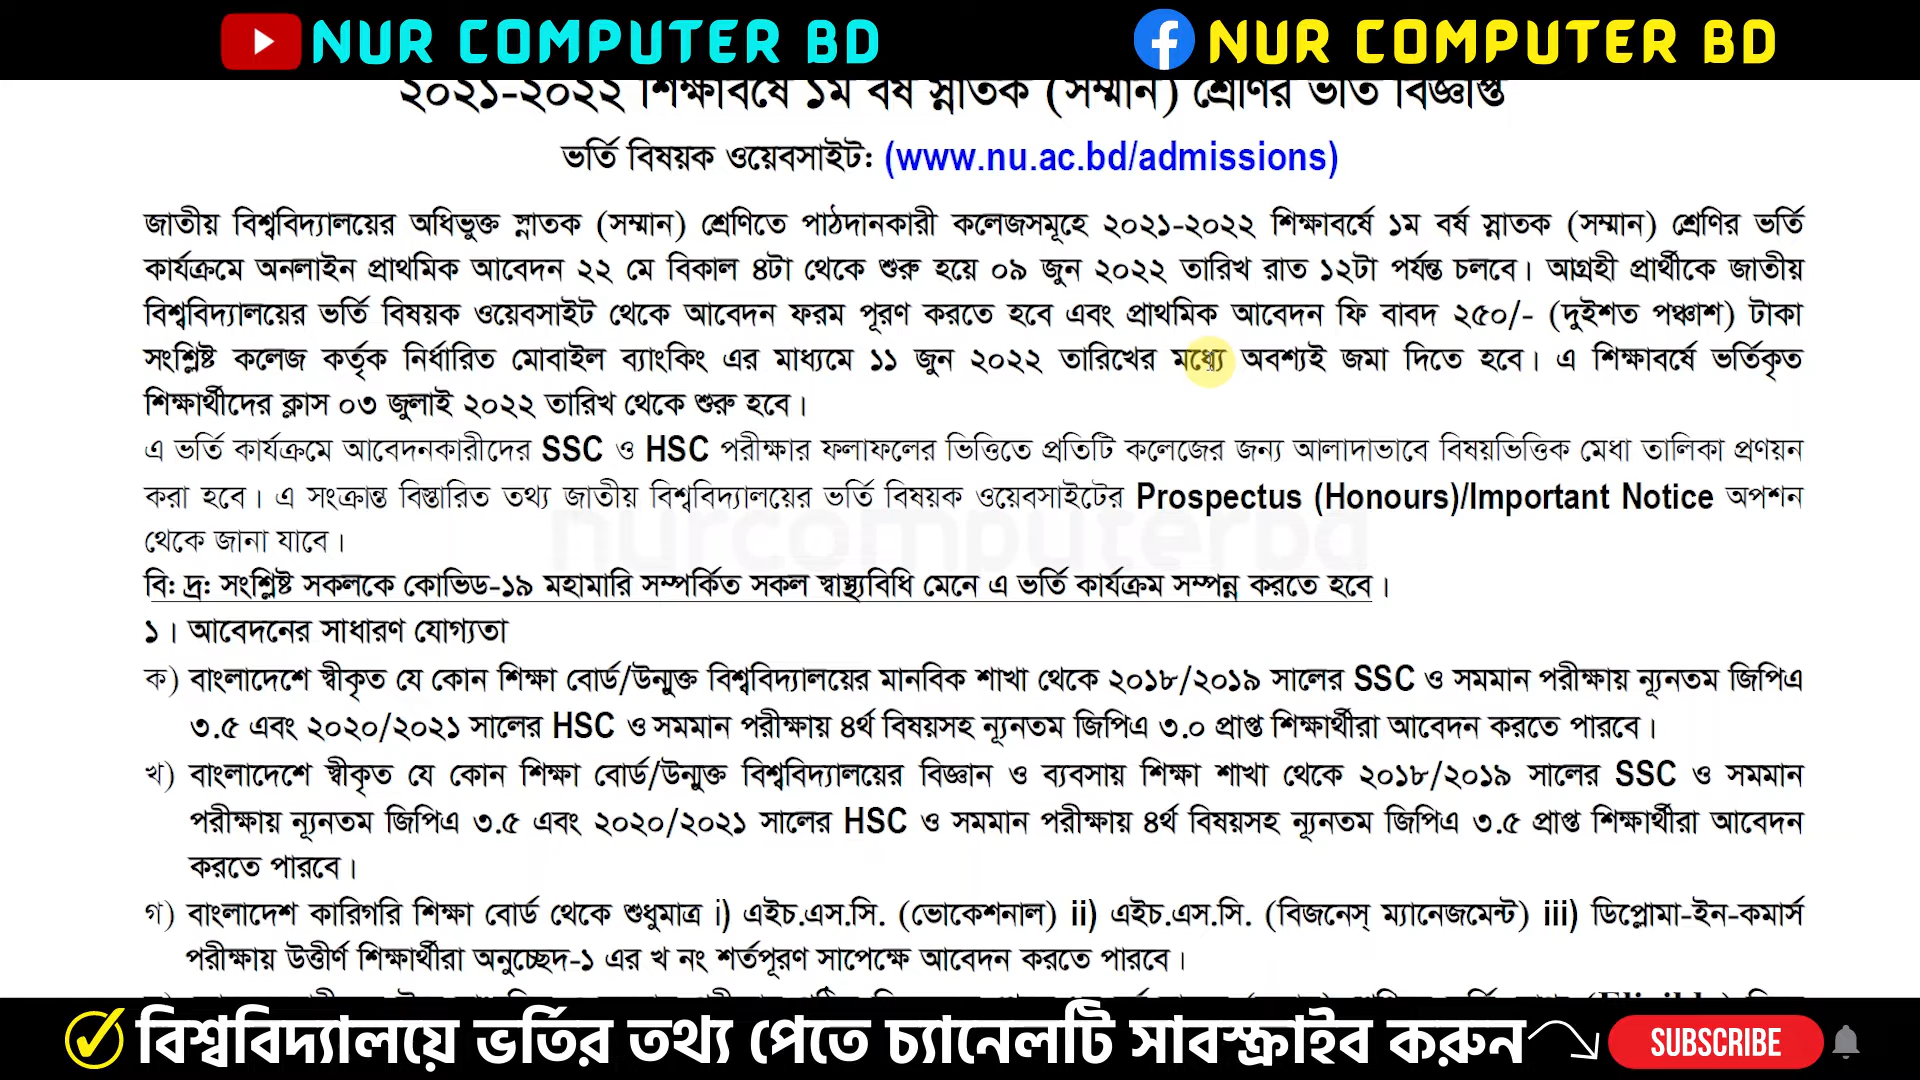 NUR COMPUTER BD NUR COMPUTER BD
২০২১-২০২২ শিক্ষাবর্ষে ১ম বর্ষ স্নাতক (সম্মান) শ্রেণির ভর্তি বিজ্ঞপ্তি
ভর্তি বিষয়ক ওয়েবসাইট: (www.nu.ac.bd/admissions)
জাতীয় বিশ্ববিদ্যালয়ের অধিভুক্ত স্নাতক (সম্মান) শ্রেণিতে পাঠদানকারী কলেজসমূহে ২০২১-২০২২ শিক্ষাবর্ষে ১ম বর্ষ স্নাতক (সম্মান) শ্রেণির ভর্তি
কার্যক্রমে অনলাইন প্রাথমিক আবেদন ২২ মে বিকাল ৪টা থেকে শুরু হয়ে ০৯ জুন ২০২২ তারিখ রাত ১২টা পর্যন্ত চলবে। আগ্রহী প্রার্থীকে জাতীয়
বিশ্ববিদ্যালয়ের ভর্তি বিষয়ক ওয়েবসাইট থেকে আবেদন ফরম পূরণ করতে হবে এবং প্রাথমিক আবেদন ফি বাবদ ২৫০/- (দুইশত পঞ্চাশ) টাকা
সংশ্লিষ্ট কলেজ কর্তৃক নির্ধারিত মোবাইল ব্যাংকিং এর মাধ্যমে ১১ জুন ২০২২ তারিখের মধ্যে অবশ্যই জমা দিতে হবে। এ শিক্ষাবর্ষে ভর্তিকৃত
শিক্ষার্থীদের ক্লাস ০৩ জুলাই ২০২২ তারিখ থেকে শুরু হবে।
এ ভর্তি কার্যক্রমে আবেদনকারীদের SSC ও HSC পরীক্ষার ফলাফলের ভিত্তিতে প্রতিটি কলেজের জন্য আলাদাভাবে বিষয়ভিত্তিক মেধা তালিকা প্রণয়ন
করা হবে। এ সংক্রান্ত বিস্তারিত তথ্য জাতীয় বিশ্ববিদ্যালয়ের ভর্তি বিষয়ক ওয়েবসাইটের Prospectus (Honours)/Important Notice অপশন
থেকে জানা যাবে।
nurcomputerbd
বি: দ্র: সংশ্লিষ্ট সকলকে কোভিড-১৯ মহামারি সম্পর্কিত সকল স্বাস্থ্যবিধি মেনে এ ভর্তি কার্যক্রম সম্পন্ন করতে হবে।
১। আবেদনের সাধারণ যোগ্যতা
ক) বাংলাদেশে স্বীকৃত যে কোন শিক্ষা বোর্ড/উন্মুক্ত বিশ্ববিদ্যালয়ের মানবিক শাখা থেকে ২০১৮/২০১৯ সালের SSC ও সমমান পরীক্ষায় ন্যূনতম জিপিএ
৩.৫ এবং ২০২০/২০২১ সালের HSC ও সমমান পরীক্ষায় ৪র্থ বিষয়সহ ন্যূনতম জিপিএ ৩.০ প্রাপ্ত শিক্ষার্থীরা আবেদন করতে পারবে।
খ) বাংলাদেশে স্বীকৃত যে কোন শিক্ষা বোর্ড/উন্মুক্ত বিশ্ববিদ্যালয়ের বিজ্ঞান ও ব্যবসায় শিক্ষা শাখা থেকে ২০১৮/২০১৯ সালের SSC ও সমমান
পরীক্ষায় ন্যূনতম জিপিএ ৩.৫ এবং ২০২০/২০২১ সালের HSC ও সমমান পরীক্ষায় ৪র্থ বিষয়সহ ন্যূনতম জিপিএ ৩.৫ প্রাপ্ত শিক্ষার্থীরা আবেদন
করতে পারবে।
গ) বাংলাদেশ কারিগরি শিক্ষা বোর্ড থেকে শুধুমাত্র i) এইচ.এস.সি. (ভোকেশনাল) ii) এইচ.এস.সি. (বিজনেস্ ম্যানেজমেন্ট) iii) ডিপ্লোমা-ইন-কমার্স
পরীক্ষায় উত্তীর্ণ শিক্ষার্থীরা অনুচ্ছেদ-১ এর খ নং শর্তপূরণ সাপেক্ষে আবেদন করতে পারবে।
বিশ্ববিদ্যালয়ে ভর্তির তথ্য পেতে চ্যানেলটি সাবস্ক্রাইব করুন SUBSCRIBE